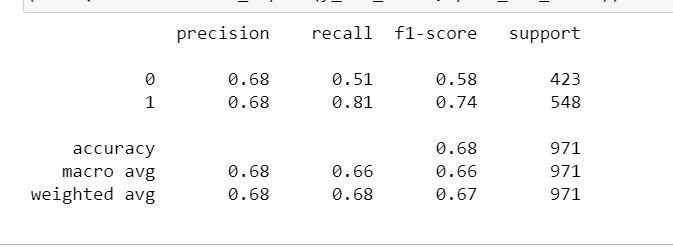 precision recall f1-score support
0 0.68 0.51 0.58 423
1 0.68 0.81 0.74 548
accuracy 0.68 971
macro avg 0.68 0.66 0.66 971
weighted avg 0.68 0.68 0.67 971